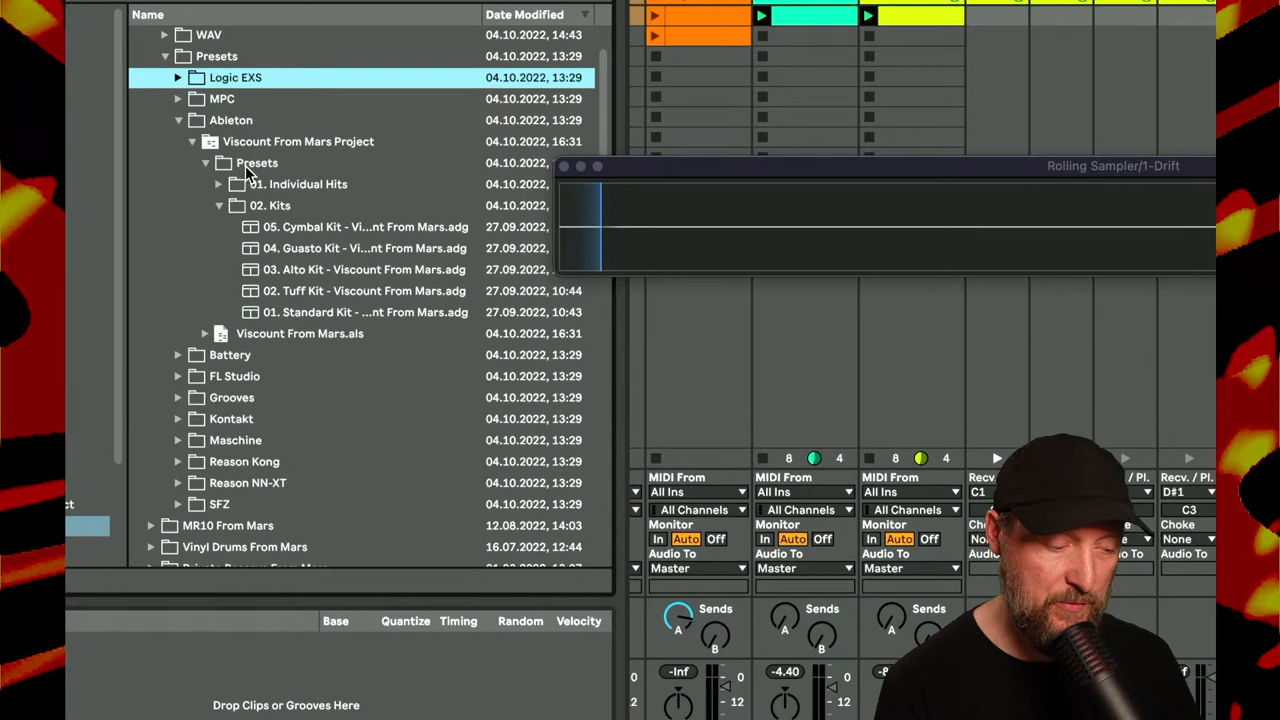 Name Date Modified
WAV 04.10.2022, 14:43
Presets 04.10.2022, 13:29
Logic EXS 04.10.2022, 13:29
MPC 04.10.2022, 13:29
Ableton 04.10.2022, 13:29
Viscount From Mars Project 04.10.2022, 16:31
Presets 04.10.2022,
Rolling Sampler/1-Drift
01. Individual Hits 04.10.2022,
02. Kits 04.10.2022,
05. Cymbal Kit - Vi...nt From Mars.adg 27.09.2022,
04. Guasto Kit - Vi...nt From Mars.adg 27.09.2022,
03. Alto Kit - Viscount From Mars.adg 27.09.2022,
02. Tuff Kit - Viscount From Mars.adg 27.09.2022, 10:44
01. Standard Kit - ...nt From Mars.adg 27.09.2022, 10:43
Viscount From Mars.als 04.10.2022, 16:31
Battery 04.10.2022, 13:29
FL Studio 04.10.2022, 13:29
Grooves 04.10.2022, 13:29
Kontakt 04.10.2022, 13:29
Maschine 04.10.2022, 13:29
Reason Kong 04.10.2022, 13:29
Reason NN-XT 04.10.2022, 13:29
SFZ 04.10.2022, 13:29
MR10 From Mars 12.08.2022, 14:03
Vinyl Drums From Mars 16.07.2022, 12:44
8 4 8 4
MIDI From MIDI From MIDI From Recv. / Pl. Recv. / Pl.
All Ins All Ins All Ins C1 D#1
All Channels All Channels All Channels C3
Monitor Monitor Monitor Choke
In Auto Off In Auto Off In Auto Off None
Audio To Audio To Audio To Audio To
Master Master Master
Sends Sends Sends
A B A B A B
-Inf -4.40
0 0 0
12 12 12
Base Quantize Timing Random Velocity
Drop Clips or Grooves Here